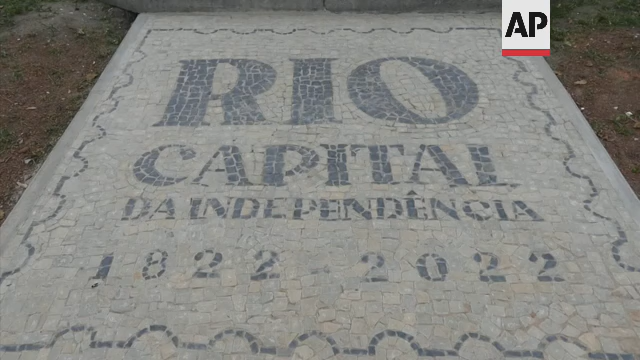 AP
RIO
CAPITAL
DA INDEPENDÊNCIA
1822 - 2022